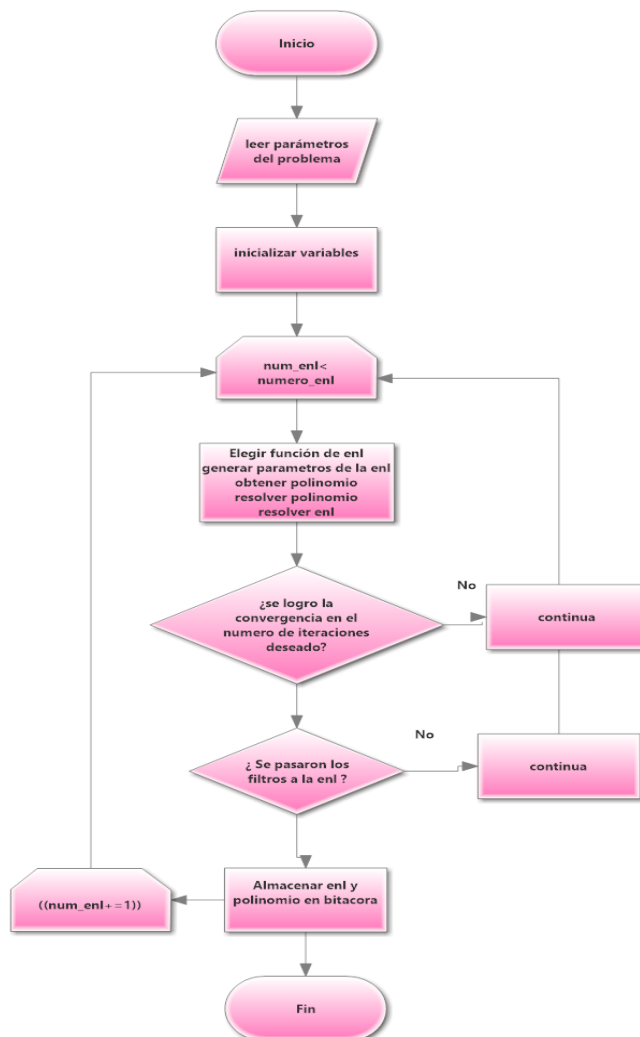 Inicio
leer parámetros
del problema
inicializar variables
num_enl<
numero_enl
Elegir función de enl
generar parametros de la enl
obtener polinomio
resolver polinomio
resolver enl
¿se logro la
convergencia en el
numero de iteraciones
deseado?
No
continua
¿ Se pasaron los
filtros a la enl ?
No
continua
Almacenar enl y
polinomio en bitacora
((num_enl+=1))
Fin